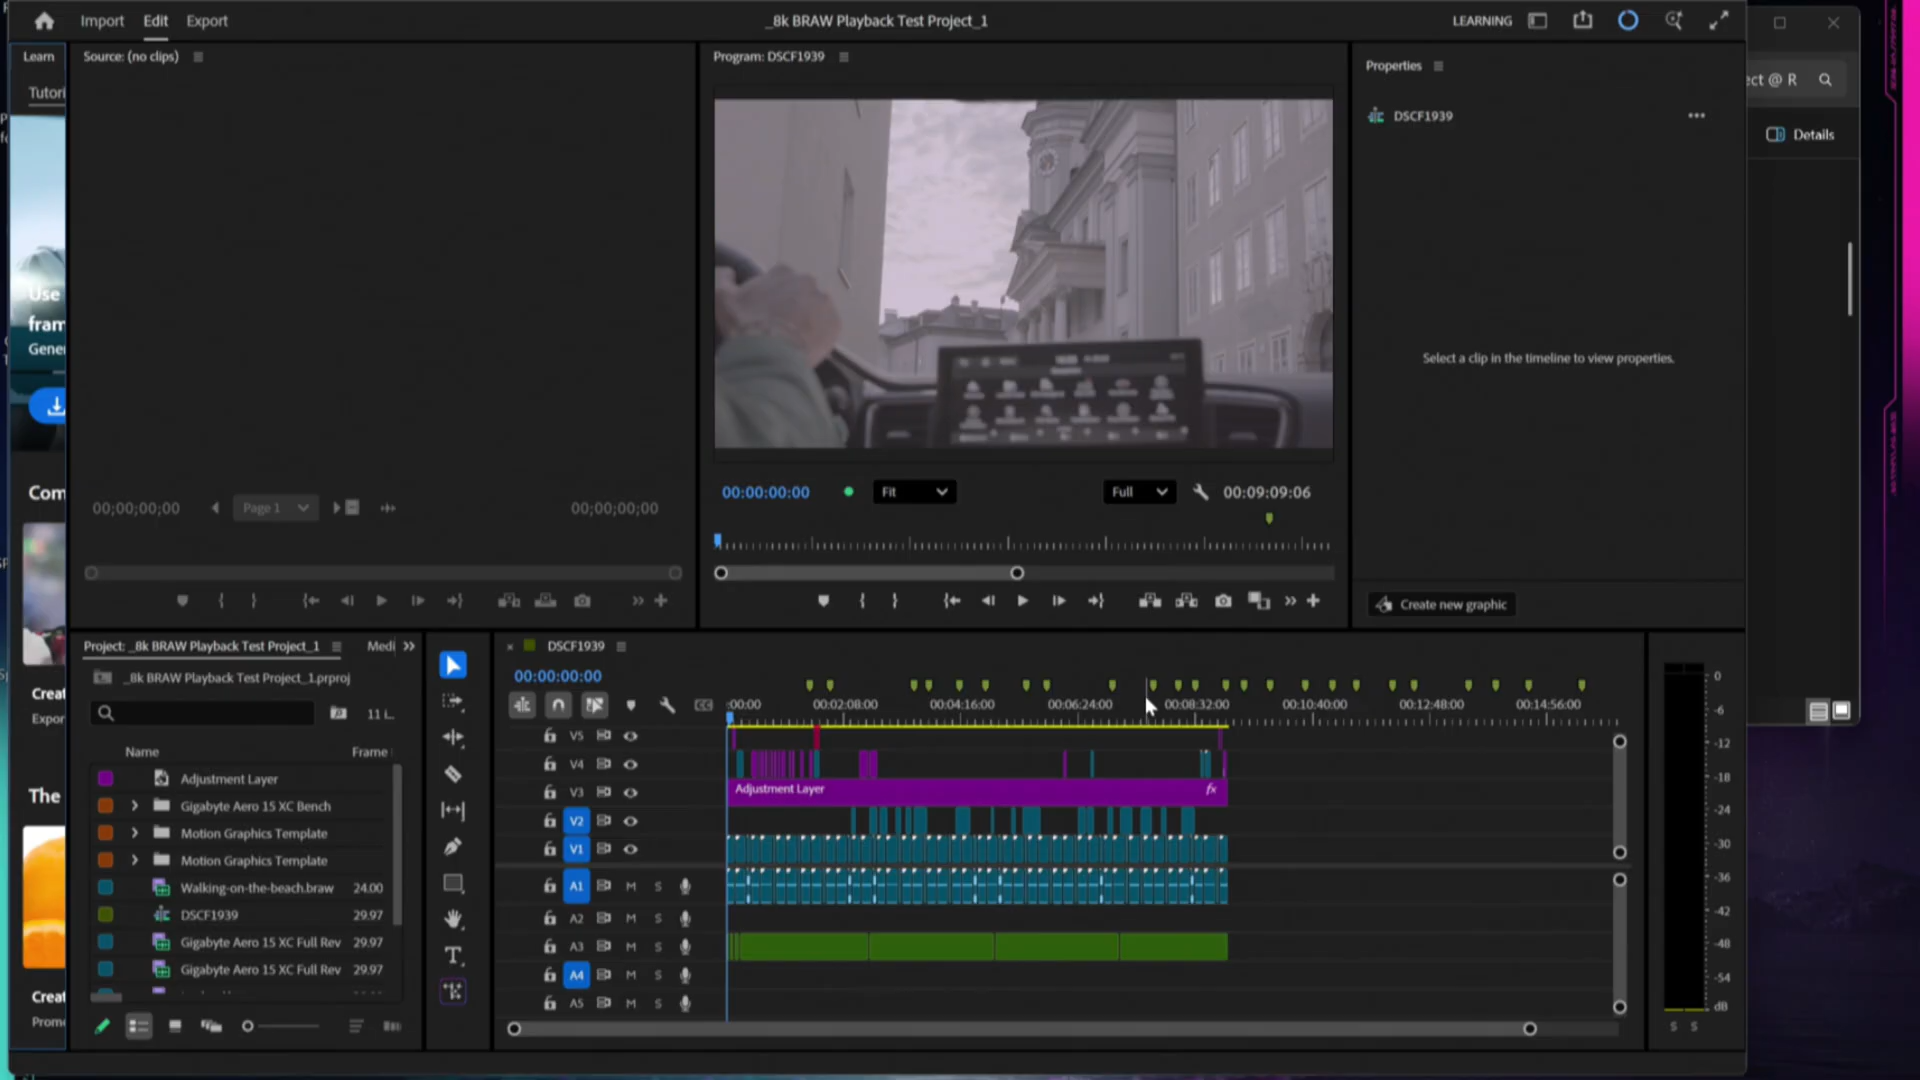 Import Edit Export
_8k BRAW Playback Test Project_1
LEARNING
Learn
Source: (no clips)
Program: DSCF1939
Properties
DSCF1939
ect @ R
Details
Tutori
Use
fram
Gener
Select a clip in the timeline to view properties.
Com
00;00;00;00
Page 1
00;00;00;00
00:00:00:00
Fit
Full
00:09:09:06
Create new graphic
Project: _8k BRAW Playback Test Project_1
Medi
DSCF1939
_8k BRAW Playback Test Project_1.prproj
00:00:00:00
Creat
Export
11 i...
:00:00 00:02:08:00 00:04:16:00 00:06:24:00 00:08:32:00 00:10:40:00 00:12:48:00 00:14:56:00
Name Frame
V5
V4
V3
Adjustment Layer
fx
V2
V1
A1 M S
A2 M S
A3 M S
A4 M S
A5 M S
Adjustment Layer
Gigabyte Aero 15 XC Bench
Motion Graphics Template
Motion Graphics Template
Walking-on-the-beach.braw 24.00
DSCF1939 29.97
Gigabyte Aero 15 XC Full Rev 29.97
Gigabyte Aero 15 XC Full Rev 29.97
The
Creat
Promo
0
-6
-12
-18
-24
-30
-36
-42
-48
-54
dB
S S